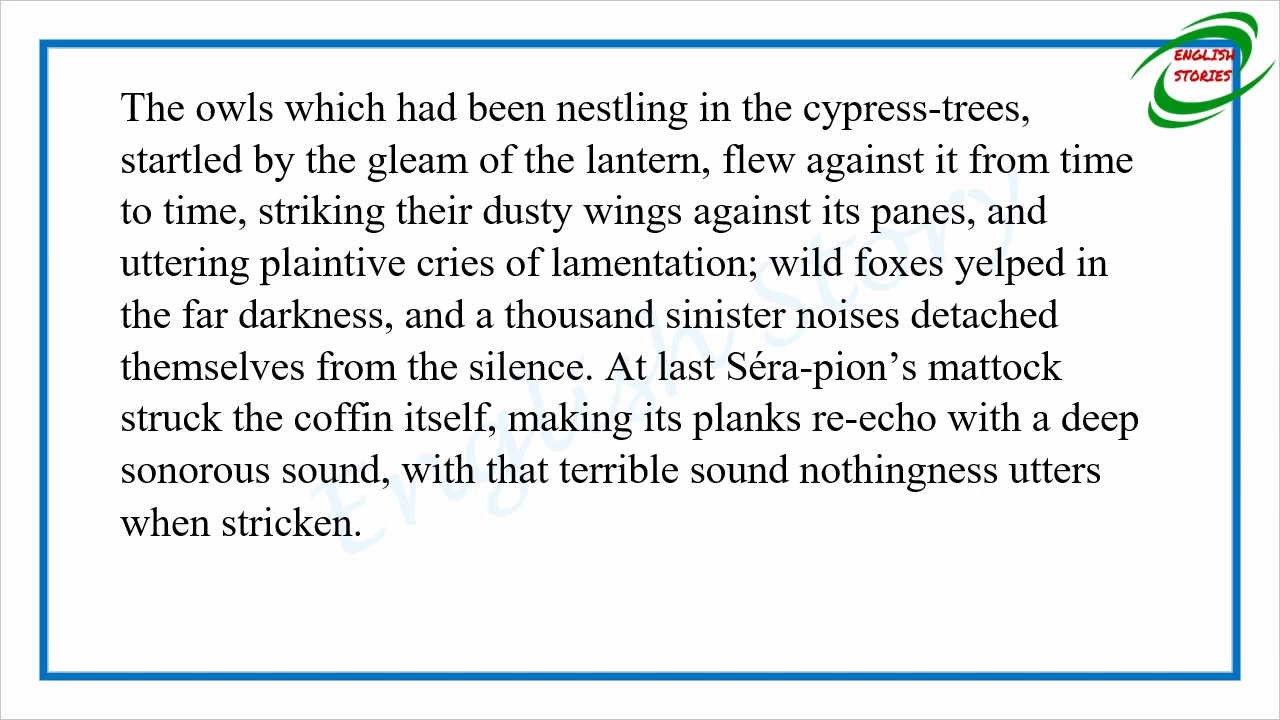 ENGLISH
STORIES
The owls which had been nestling in the cypress-trees,
startled by the gleam of the lantern, flew against it from time
to time, striking their dusty wings against its panes, and
uttering plaintive cries of lamentation; wild foxes yelped in
the far darkness, and a thousand sinister noises detached
themselves from the silence. At last Séra-pion’s mattock
struck the coffin itself, making its planks re-echo with a deep
sonorous sound, with that terrible sound nothingness utters
when stricken.
English Story